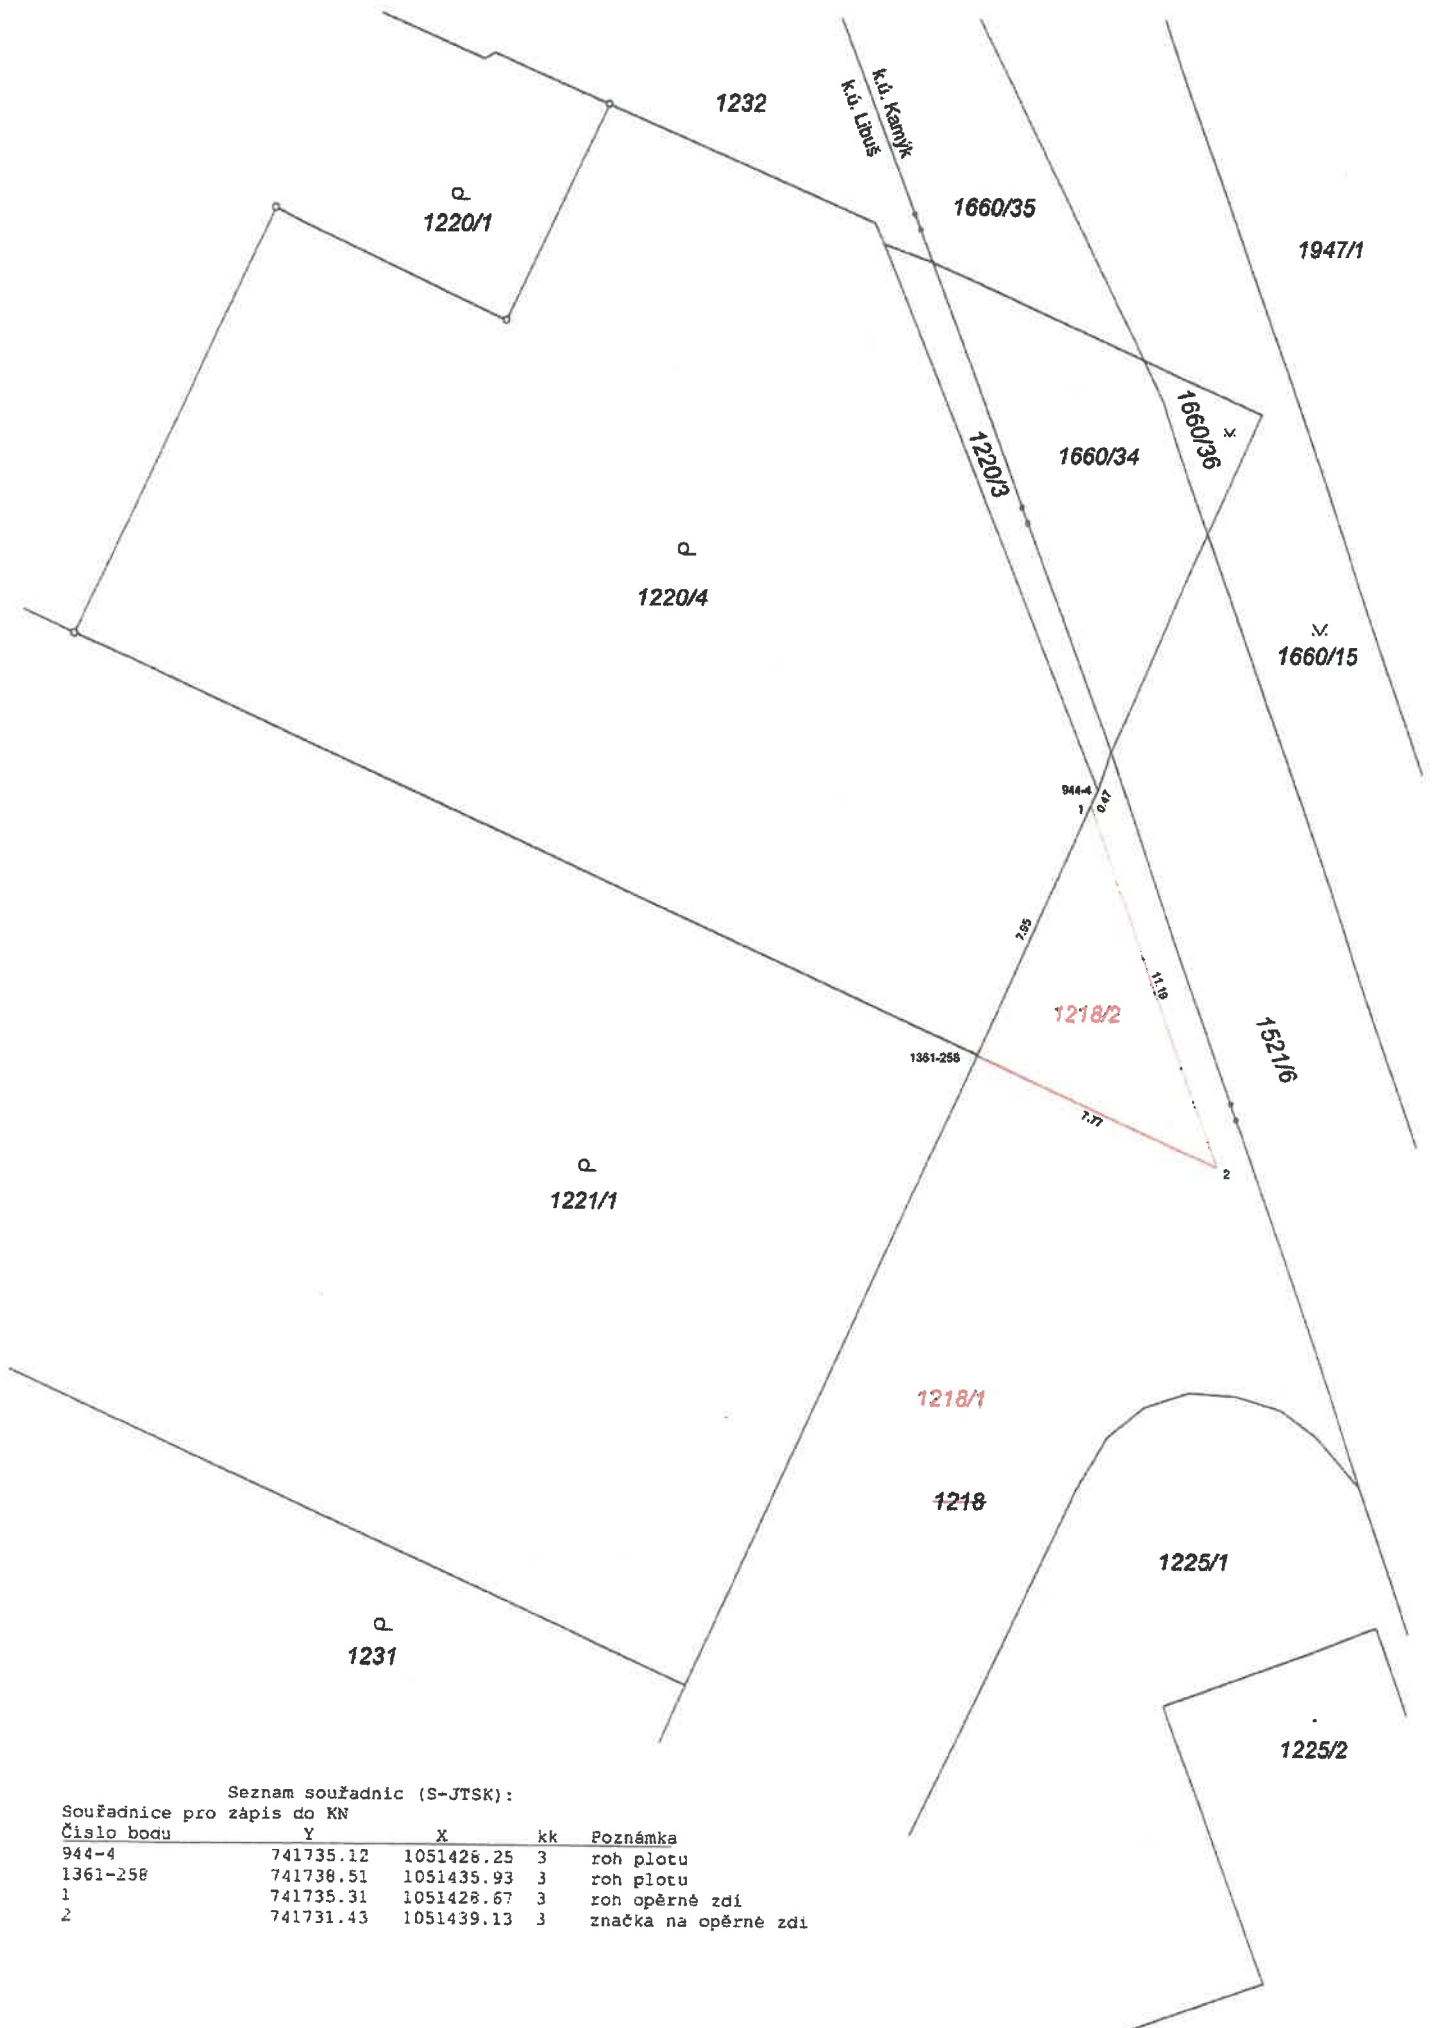 1232
k.ú. Kamýk
k.ú. Libuš
1220/1
1660/35
1947/1
1660/36
1220/3
1660/34
1220/4
1660/15
944-4
0.47
1
7.95
11.19
1218/2
1521/6
1361-258
7.77
2
1221/1
1218/1
1218
1225/1
1231
1225/2
Seznam souřadnic (S-JTSK):
Souřadnice pro zápis do KN
Číslo bodu Y X kk Poznámka
944-4 741735.12 1051428.25 3 roh plotu
1361-258 741738.51 1051435.93 3 roh plotu
1 741735.31 1051428.67 3 roh opěrné zdi
2 741731.43 1051439.13 3 značka na opěrné zdi